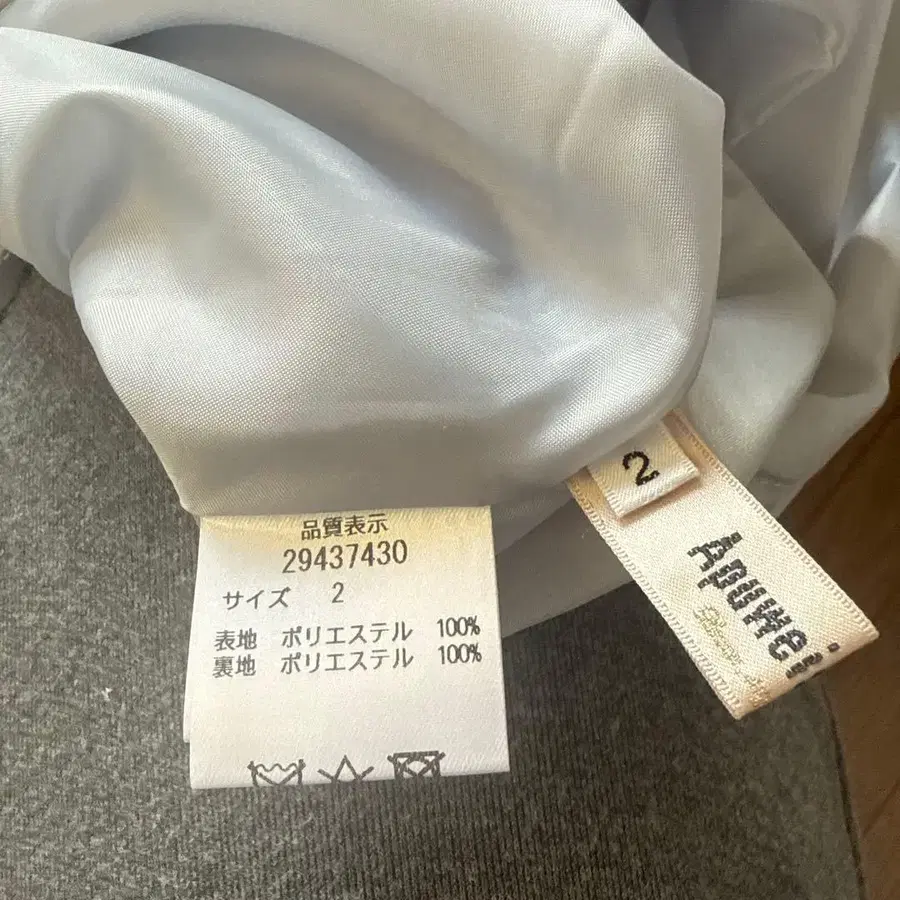 品質表示
29437430
サイズ 2
表地 ポリエステル 100%
裏地 ポリエステル 100%
2
Apuwei